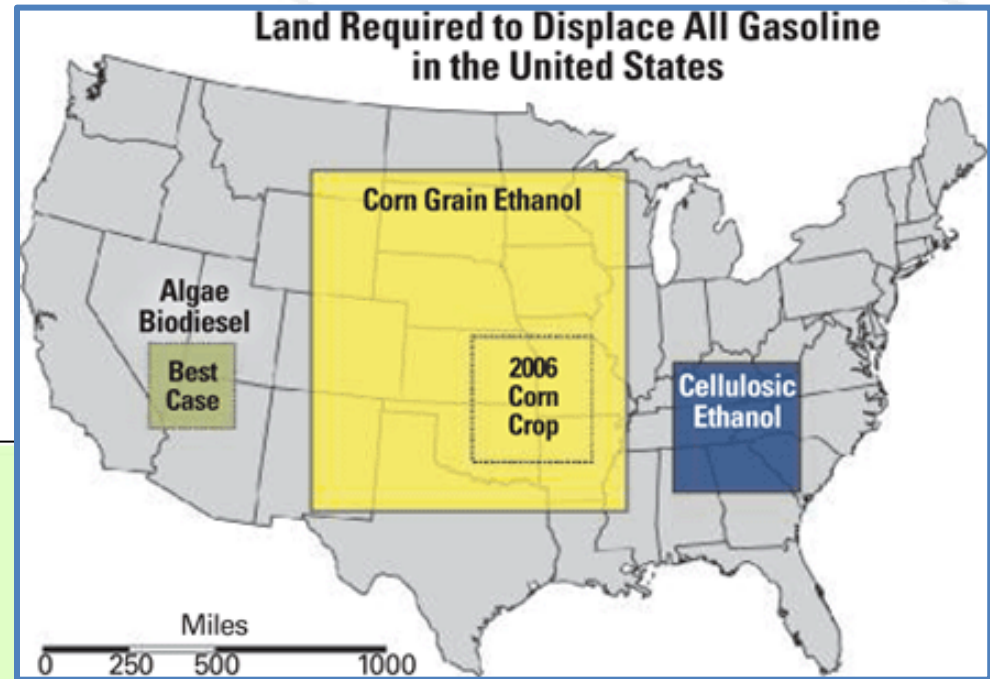 Land Required to Displace All Gasoline
in the United States
Corn Grain Ethanol
Algae
Biodiesel
Best
Case
2006
Corn
Crop
Cellulosic
Ethanol
Miles
0 250 500 1000